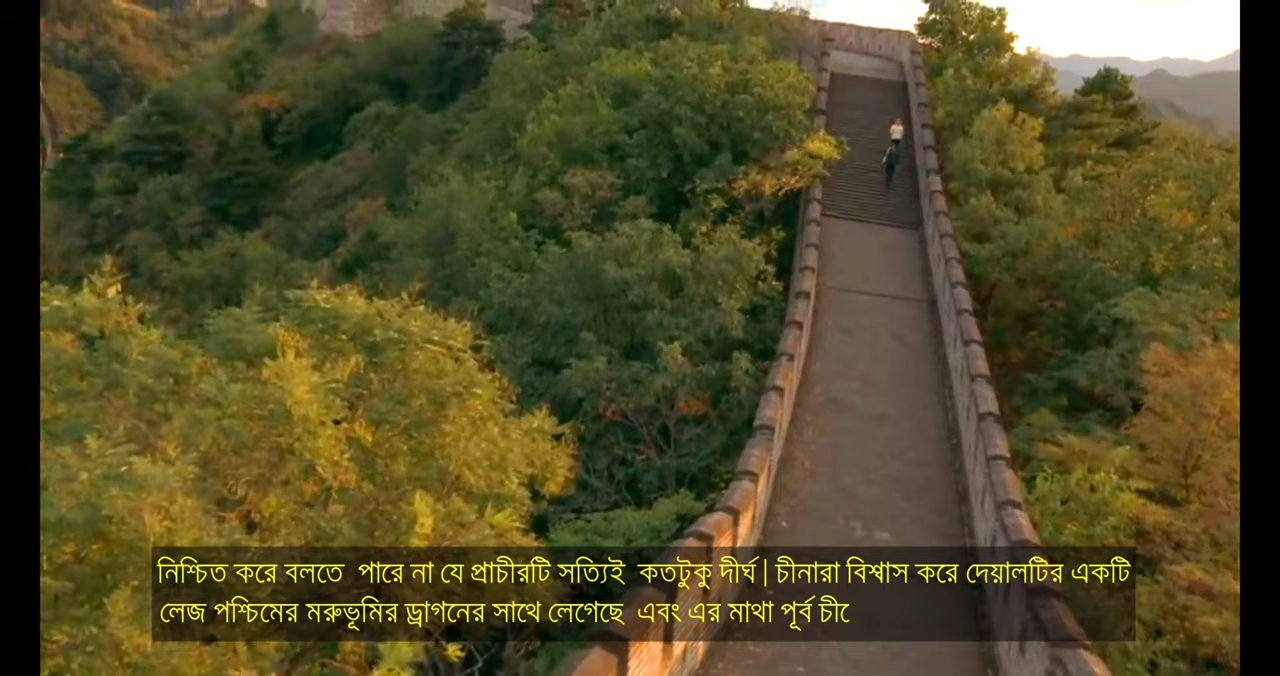 নিশ্চিত করে বলতে পারে না যে প্রাচীরটি সত্যিই কতটুকু দীর্ঘ | চীনারা বিশ্বাস করে দেয়ালটির একটি
লেজ পশ্চিমের মরুভূমির ড্রাগনের সাথে লেগেছে এবং এর মাথা পূর্ব চীে